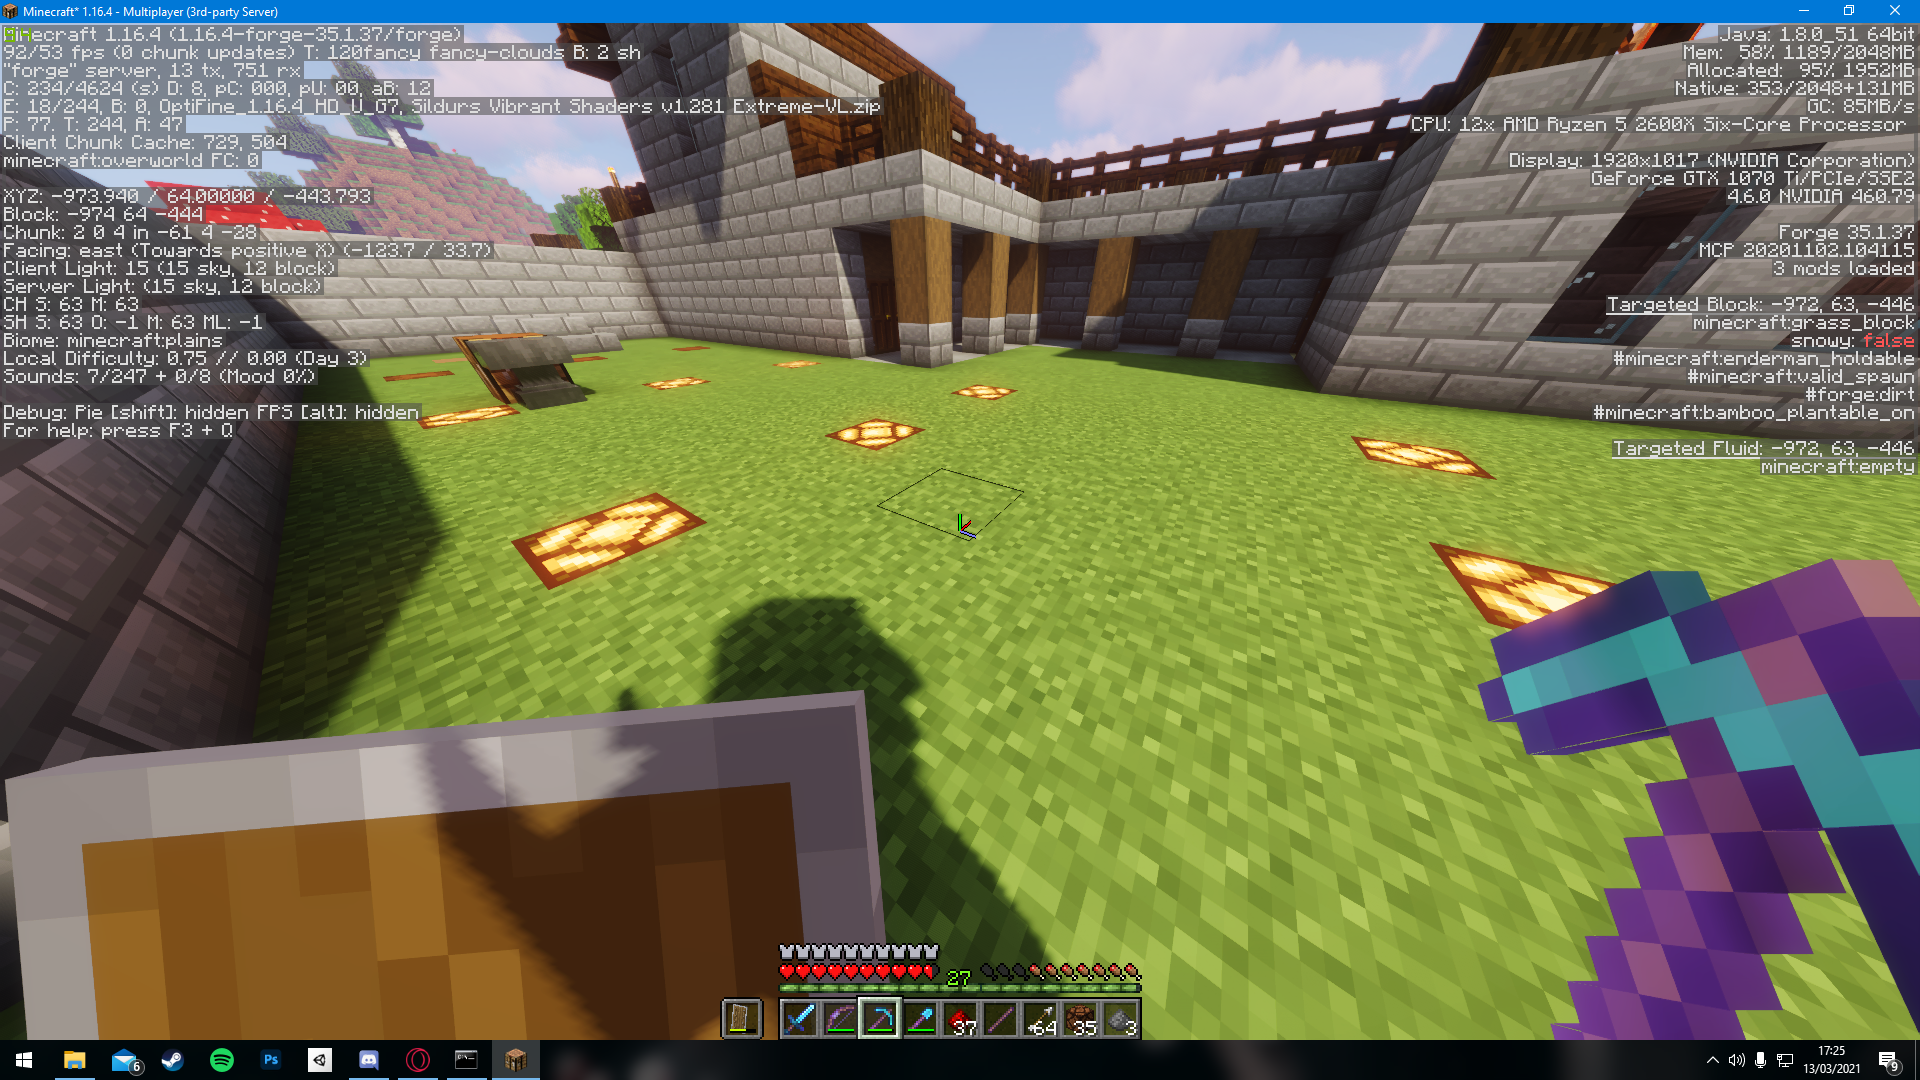 Minecraft* 1.16.4 - Multiplayer (3rd-party Server)
Minecraft 1.16.4 (1.16.4-forge-35.1.37/forge)
92/53 fps (0 chunk updates) T: 120fancy fancy-clouds B: 2 sh
"forge" server, 13 tx, 751 rx
C: 234/4624 (s) D: 8, pC: 000, pU: 00, aB: 12
E: 18/244, B: 0, OptiFine_1.16.4_HD_U_G7, Sildurs Vibrant Shaders v1.281 Extreme-VL.zip
P: 77. T: 244, A: 47
Client Chunk Cache: 729, 504
minecraft:overworld FC: 0
XYZ: -973.940 / 64.00000 / -443.793
Block: -974 64 -444
Chunk: 2 0 4 in -61 4 -28
Facing: east (Towards positive X) (-123.7 / 33.7)
Client Light: 15 (15 sky, 12 block)
Server Light: (15 sky, 12 block)
CH S: 63 M: 63
SH S: 63 O: -1 M: 63 ML: -1
Biome: minecraft:plains
Local Difficulty: 0.75 // 0.00 (Day 3)
Sounds: 7/247 + 0/8 (Mood 0%)
Debug: Pie [shift]: hidden FPS [alt]: hidden
For help: press F3 + Q
Java: 1.8.0_51 64bit
Mem: 58% 1189/2048MB
Allocated: 95% 1952MB
Native: 353/2048+131MB
GC: 85MB/s
CPU: 12x AMD Ryzen 5 2600X Six-Core Processor
Display: 1920x1017 (NVIDIA Corporation)
GeForce GTX 1070 Ti/PCIe/SSE2
4.6.0 NVIDIA 460.79
Forge 35.1.37
MCP 20201102.104115
3 mods loaded
Targeted Block: -972, 63, -446
minecraft:grass_block
snowy: false
#minecraft:enderman_holdable
#minecraft:valid_spawn
#forge:dirt
#minecraft:bamboo_plantable_on
Targeted Fluid: -972, 63, -446
minecraft:empty
27
37
64
35
3
6
Ps
17:25
13/03/2021
9